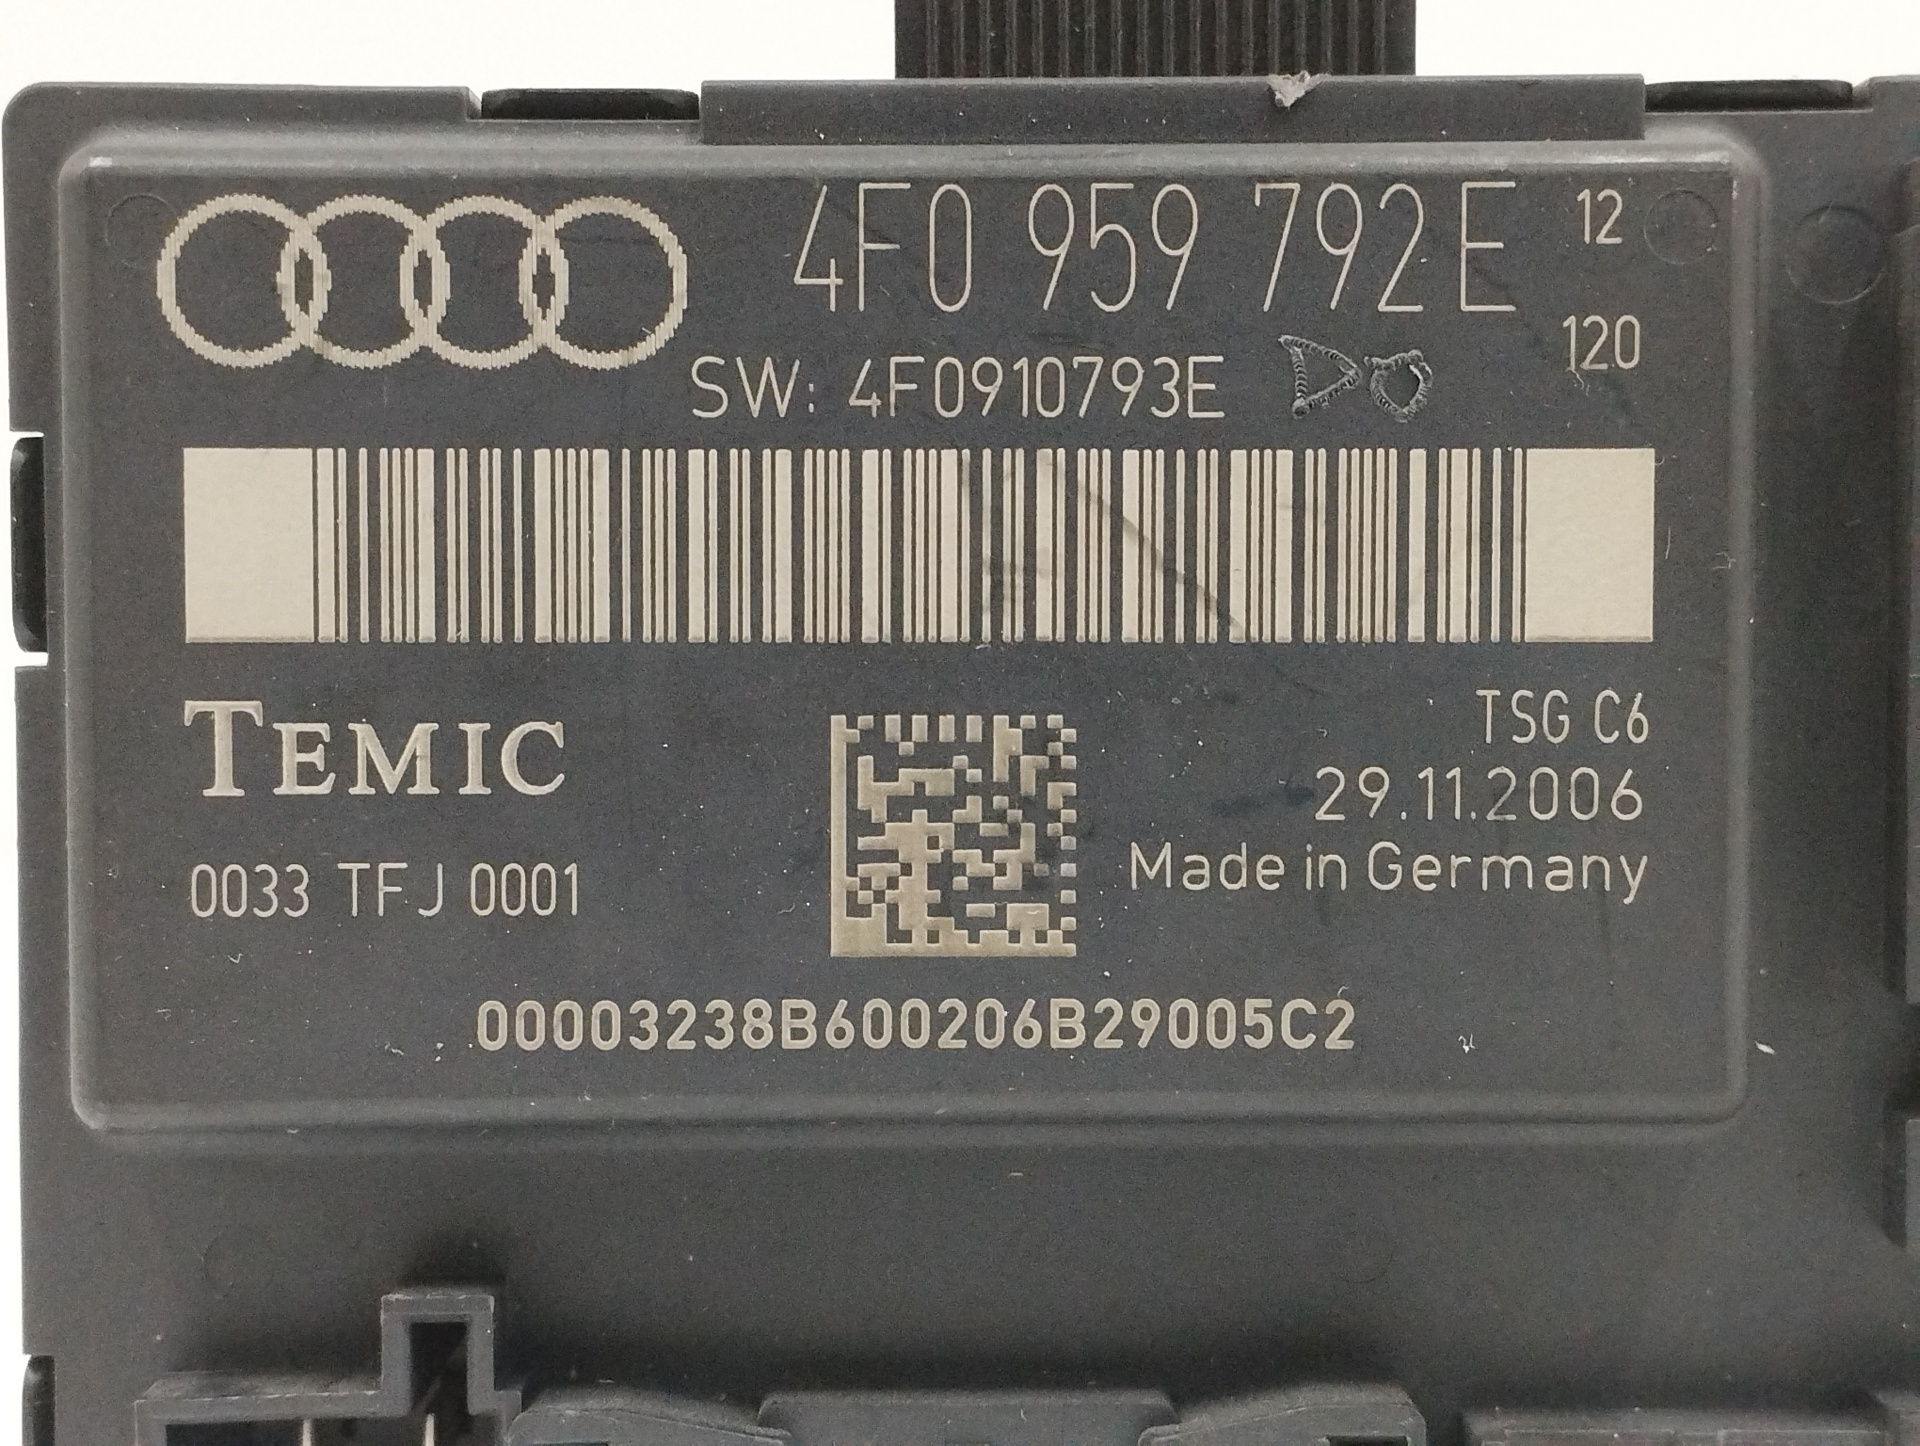 4F0 959 792 E 12
120
SW: 4F0910793E
TEMIC
TSG C6
29.11.2006
Made in Germany
0033 TFJ 0001
00003238B600206B29005C2